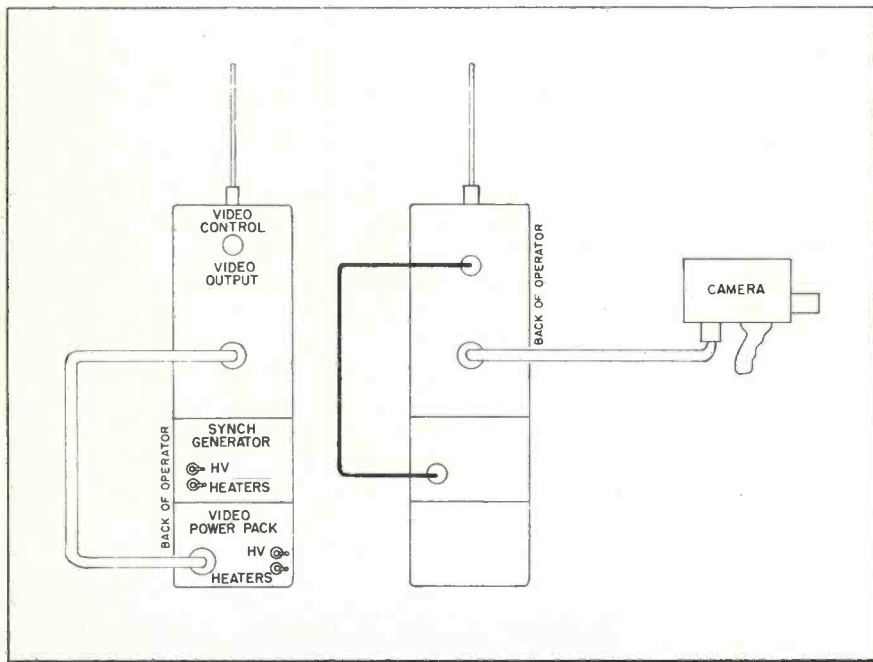 VIDEO
CONTROL
VIDEO
OUTPUT
BACK OF OPERATOR
SYNCH
GENERATOR
HV
HEATERS
VIDEO
POWER PACK
HV
HEATERS
BACK OF OPERATOR
CAMERA